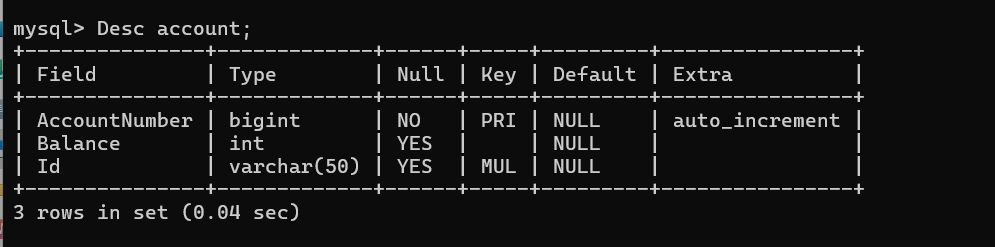 mysql> Desc account;
+---------------+-------------+------+-----+---------+----------------+
| Field         | Type        | Null | Key | Default | Extra          |
+---------------+-------------+------+-----+---------+----------------+
| AccountNumber | bigint      | NO   | PRI | NULL    | auto_increment |
| Balance       | int         | YES  |     | NULL    |                |
| Id            | varchar(50) | YES  | MUL | NULL    |                |
+---------------+-------------+------+-----+---------+----------------+
3 rows in set (0.04 sec)